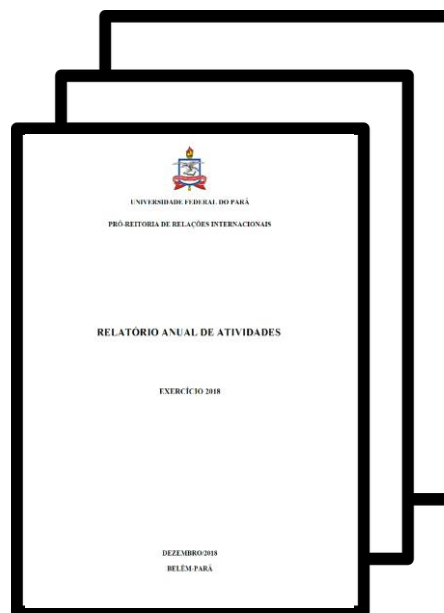 UNIVERSIDADE FEDERAL DO PARÁ
PRÓ-REITORIA DE RELAÇÕES INTERNACIONAIS
RELATÓRIO ANUAL DE ATIVIDADES
EXERCÍCIO 2018
DEZEMBRO/2018
BELÉM-PARÁ